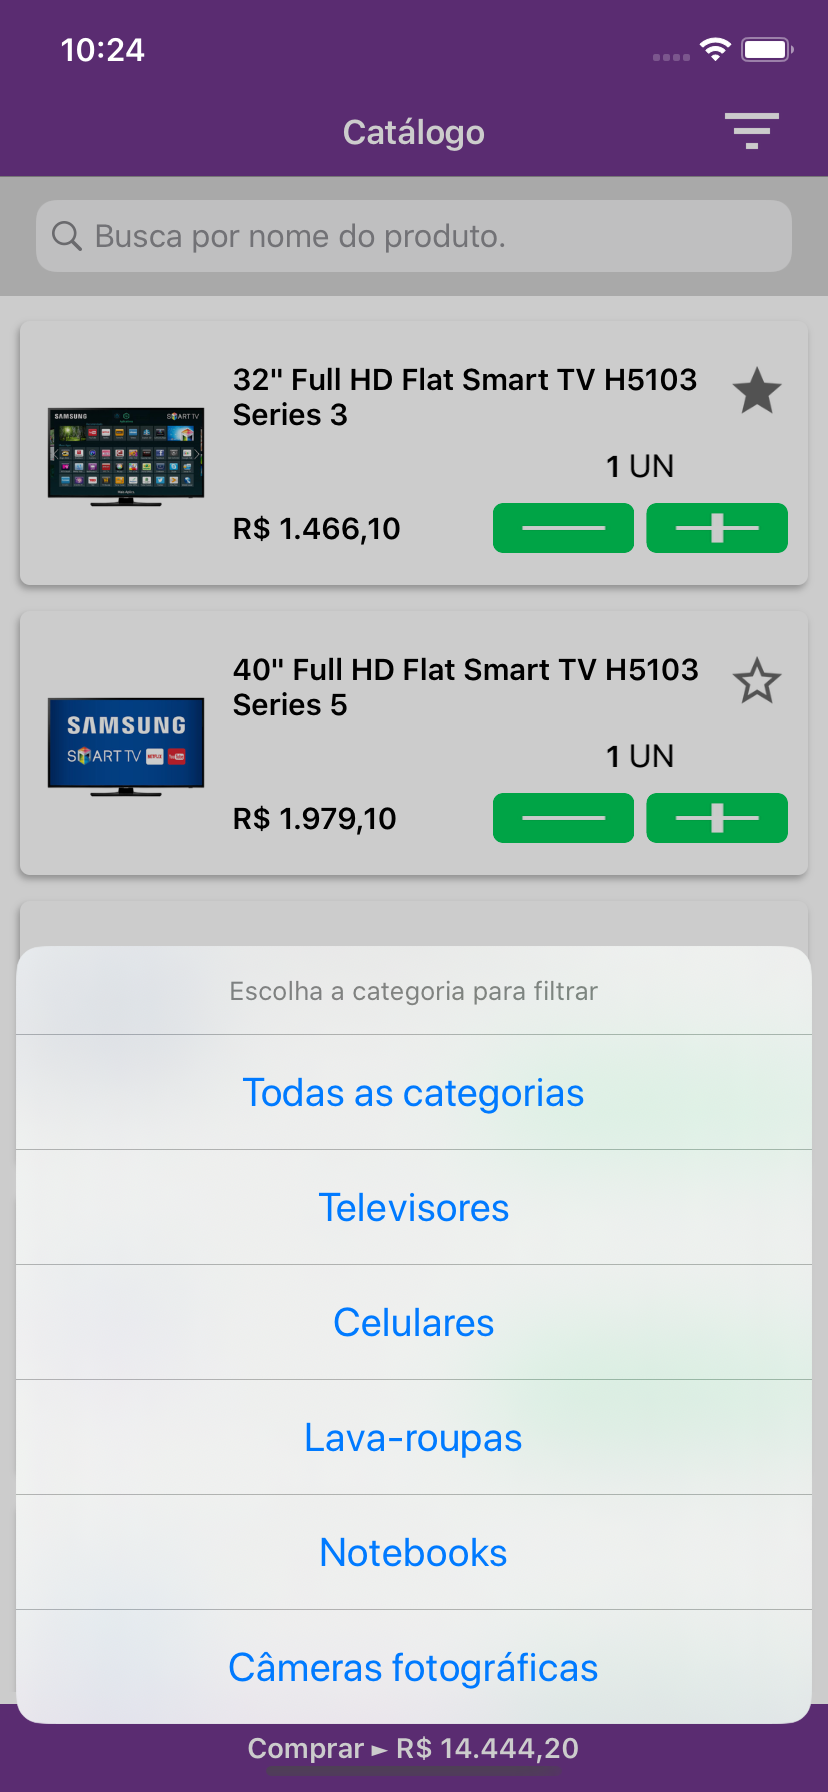 10:24
Catálogo
Busca por nome do produto.
32" Full HD Flat Smart TV H5103
Series 3
SAMSUNG
SMART TV
1 UN
R$ 1.466,10
40" Full HD Flat Smart TV H5103
Series 5
SAMSUNG
SMART TV
NETFLIX
YouTube
1 UN
R$ 1.979,10
Escolha a categoria para filtrar
Todas as categorias
Televisores
Celulares
Lava-roupas
Notebooks
Câmeras fotográficas
Comprar ► R$ 14.444,20